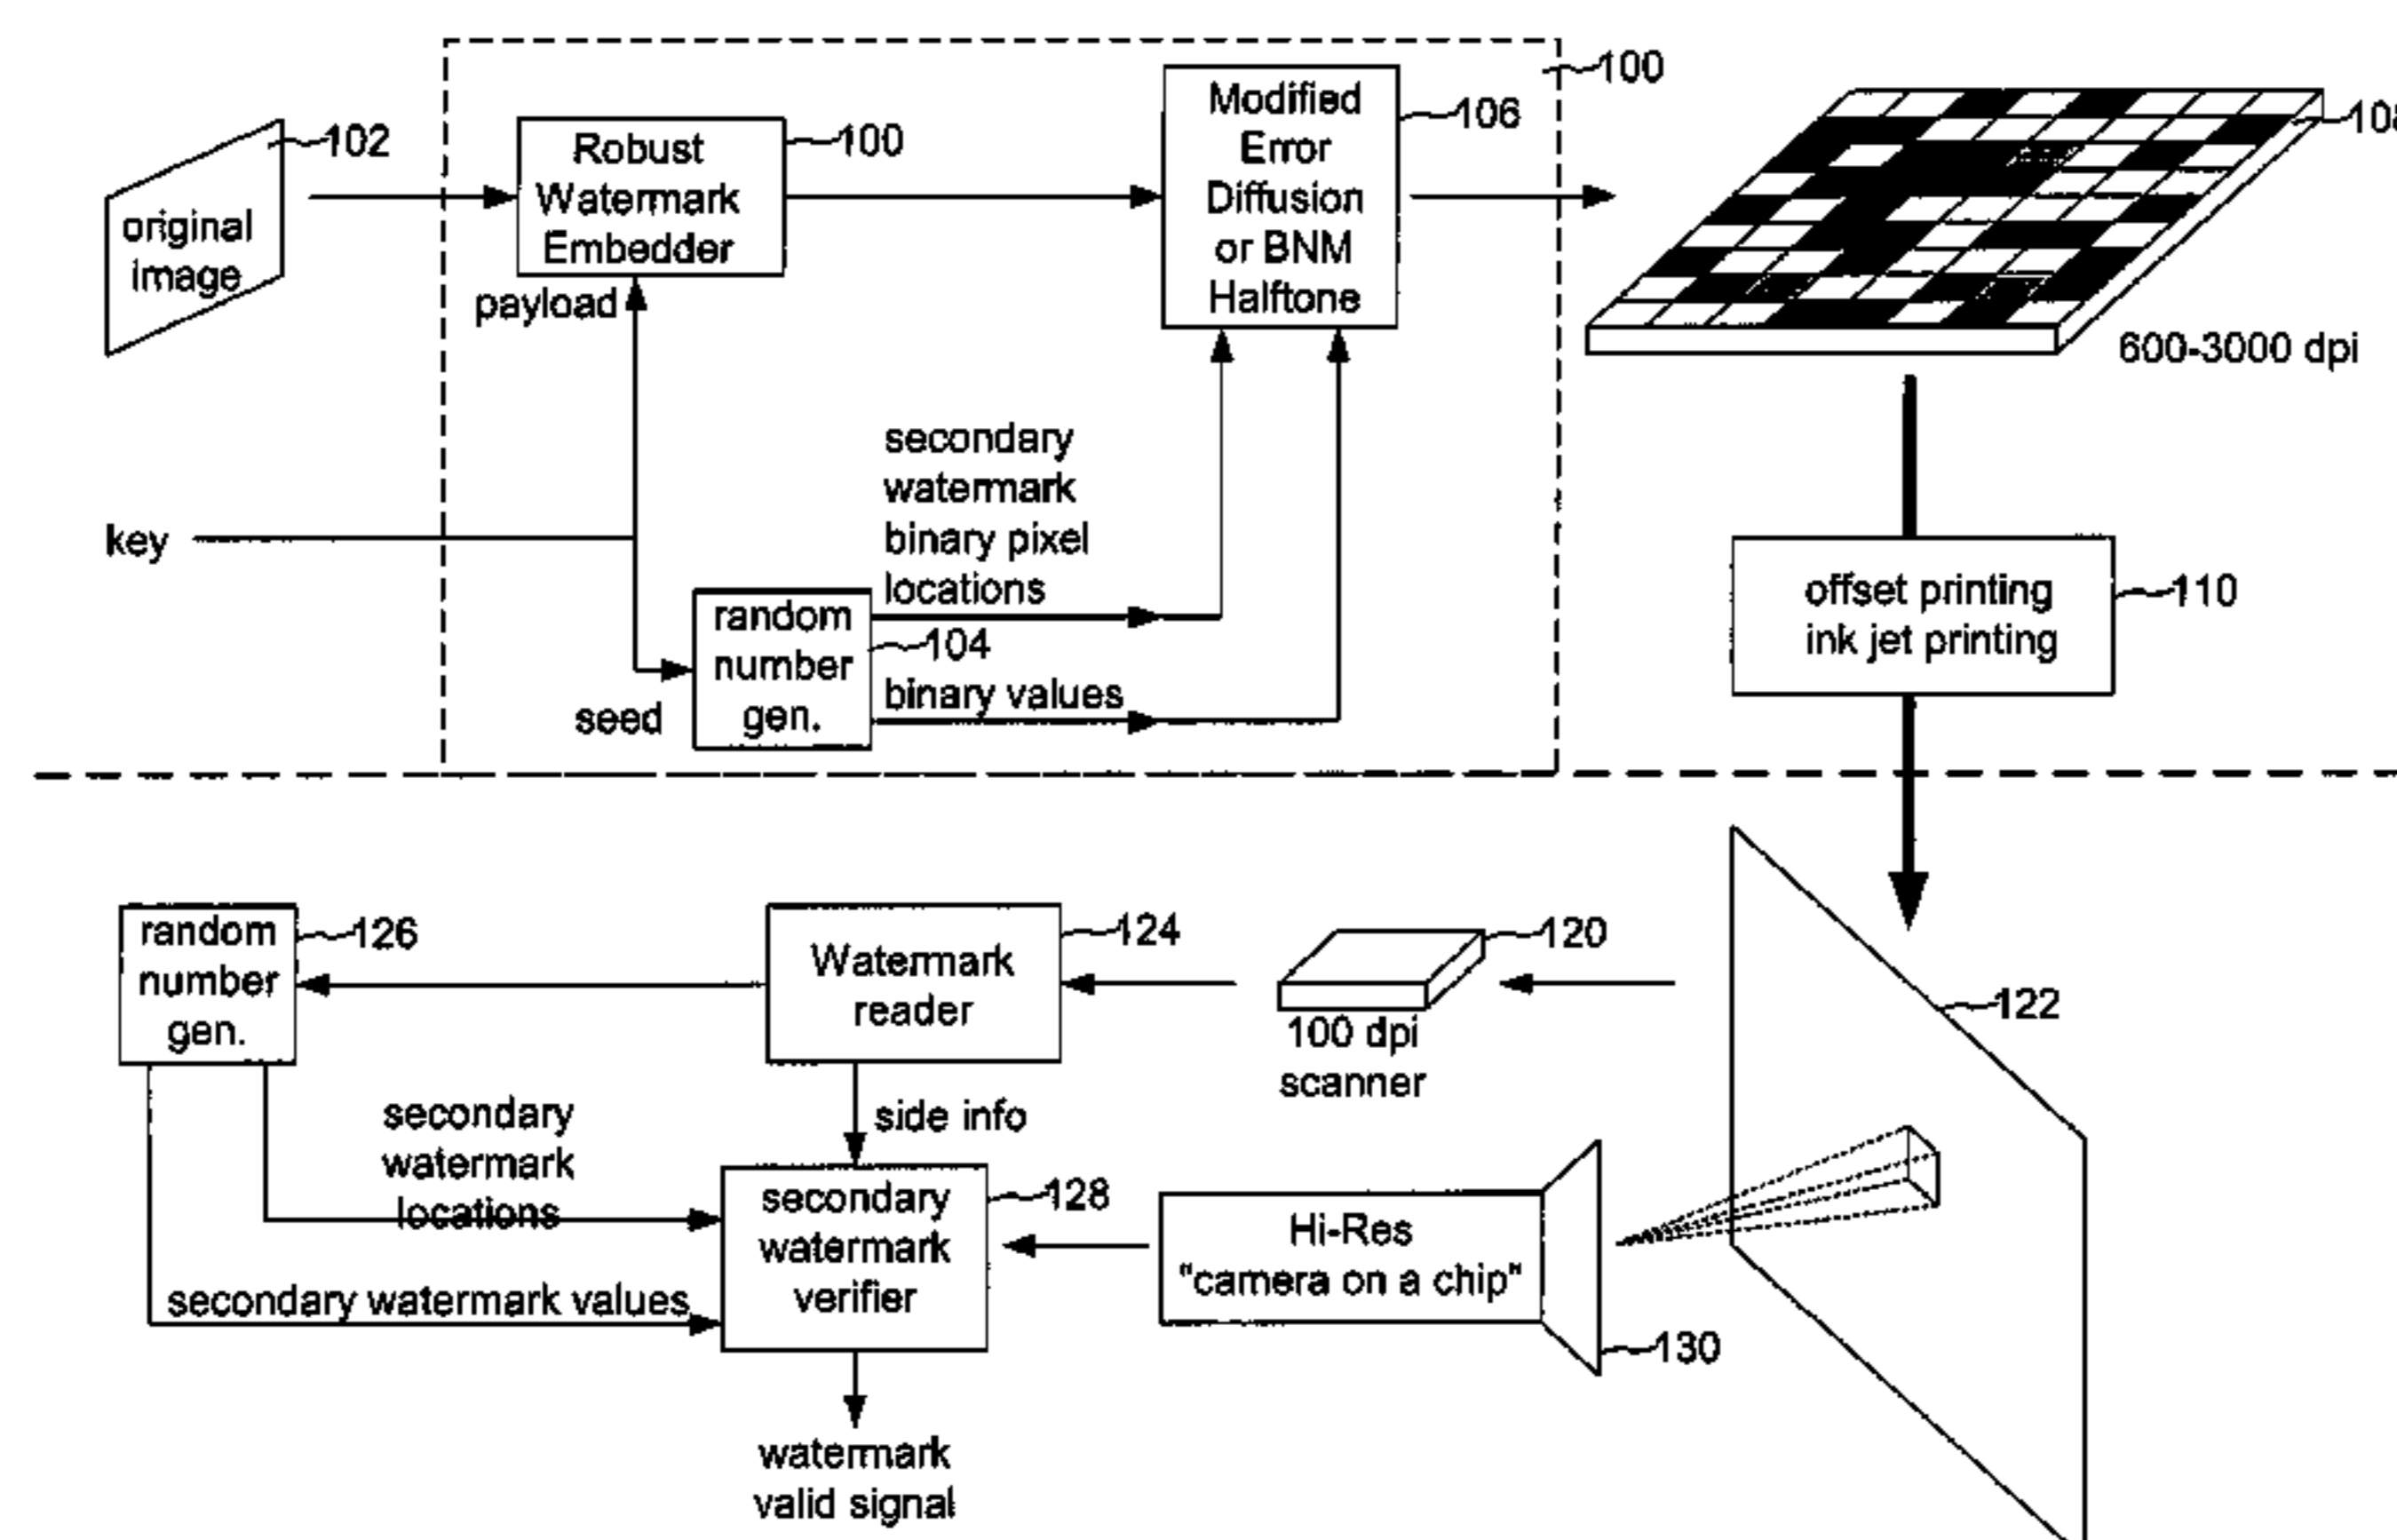 100
102
original
image
Robust
Watermark
Embedder
100
payload
Modified
Error
Diffusion
or BNM
Halftone
106
600-3000 dpi
key
secondary
watermark
binary pixel
locations
random
number
gen.
104
binary values
seed
offset printing
ink jet printing
110
random
number
gen.
126
Watermark
reader
124
120
100 dpi
scanner
122
side info
secondary
watermark
locations
secondary watermark values
secondary
watermark
verifier
128
Hi-Res
"camera on a chip"
130
watermark
valid signal